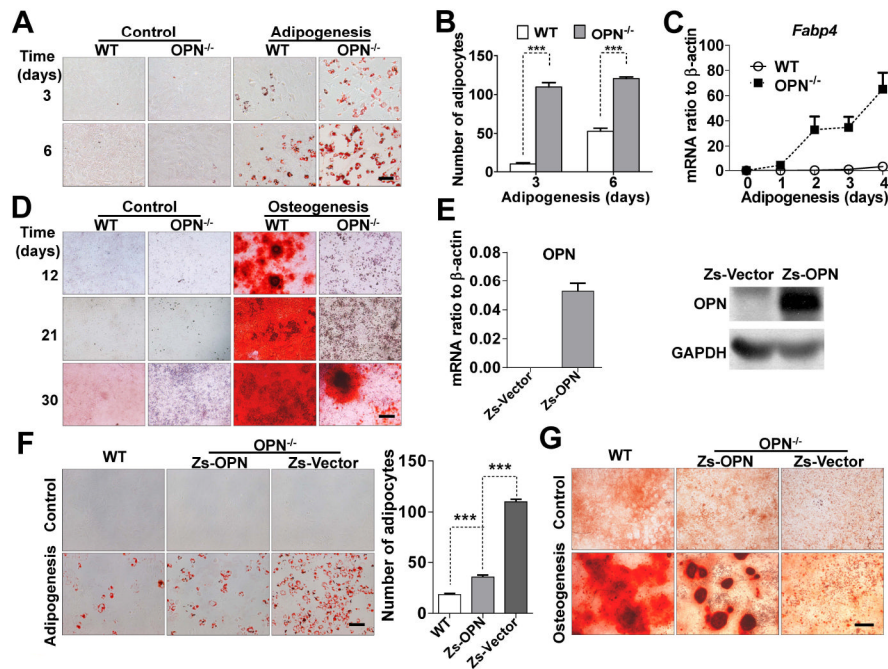 A
Control
Adipogenesis
Time
(days)
WT
OPN-/-
WT
OPN-/-
3
6
B
WT
OPN-/-
Number of adipocytes
150
100
50
0
***
***
3
6
Adipogenesis (days)
C
Fabp4
WT
OPN-/-
mRNA ratio to β-actin
100
80
60
40
20
0
0
1
2
3
4
Adipogenesis (days)
D
Control
Osteogenesis
Time
(days)
WT
OPN-/-
WT
OPN-/-
12
21
30
E
OPN
mRNA ratio to β-actin
0.08
0.06
0.04
0.02
0.00
Zs-Vector
Zs-OPN
Zs-Vector
Zs-OPN
OPN
GAPDH
F
WT
OPN-/-
Zs-OPN
Zs-Vector
Control
Adipogenesis
Number of adipocytes
150
100
50
0
***
***
WT
Zs-OPN
Zs-Vector
G
WT
OPN-/-
Zs-OPN
Zs-Vector
Control
Osteogenesis